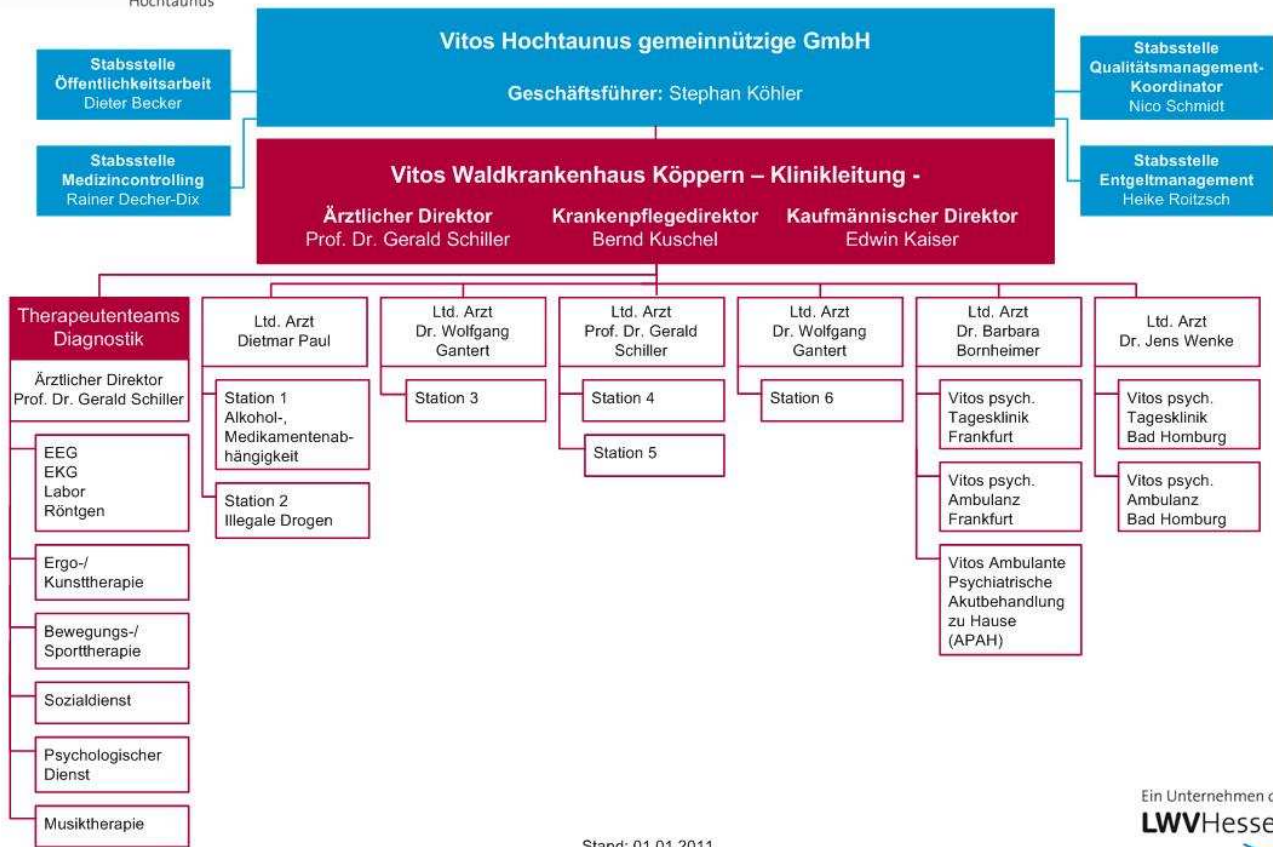 Hochtaunus
Vitos Hochtaunus gemeinnützige GmbH
Geschäftsführer: Stephan Köhler
Stabsstelle
Öffentlichkeitsarbeit
Dieter Becker
Stabsstelle
Medizincontrolling
Rainer Decher-Dix
Stabsstelle
Qualitätsmanagement-
Koordinator
Nico Schmidt
Stabsstelle
Entgeltmanagement
Heike Roitzsch
Vitos Waldkrankenhaus Köppern – Klinikleitung -
Ärztlicher Direktor
Prof. Dr. Gerald Schiller
Krankenpflegedirektor
Bernd Kuschel
Kaufmännischer Direktor
Edwin Kaiser
Therapeutenteams
Diagnostik
Ärztlicher Direktor
Prof. Dr. Gerald Schiller
EEG
EKG
Labor
Röntgen
Ergo-/
Kunsttherapie
Bewegungs-/
Sporttherapie
Sozialdienst
Psychologischer
Dienst
Musiktherapie
Ltd. Arzt
Dietmar Paul
Station 1
Alkohol-,
Medikamentenab-
hängigkeit
Station 2
Illegale Drogen
Ltd. Arzt
Dr. Wolfgang
Gantert
Station 3
Ltd. Arzt
Prof. Dr. Gerald
Schiller
Station 4
Station 5
Ltd. Arzt
Dr. Wolfgang
Gantert
Station 6
Ltd. Arzt
Dr. Barbara
Bornheimer
Vitos psych.
Tagesklinik
Frankfurt
Vitos psych.
Ambulanz
Frankfurt
Vitos Ambulante
Psychiatrische
Akutbehandlung
zu Hause
(APAH)
Ltd. Arzt
Dr. Jens Wenke
Vitos psych.
Tagesklinik
Bad Homburg
Vitos psych.
Ambulanz
Bad Homburg
Stand: 01.01.2011
Ein Unternehmen d
LWVHesse